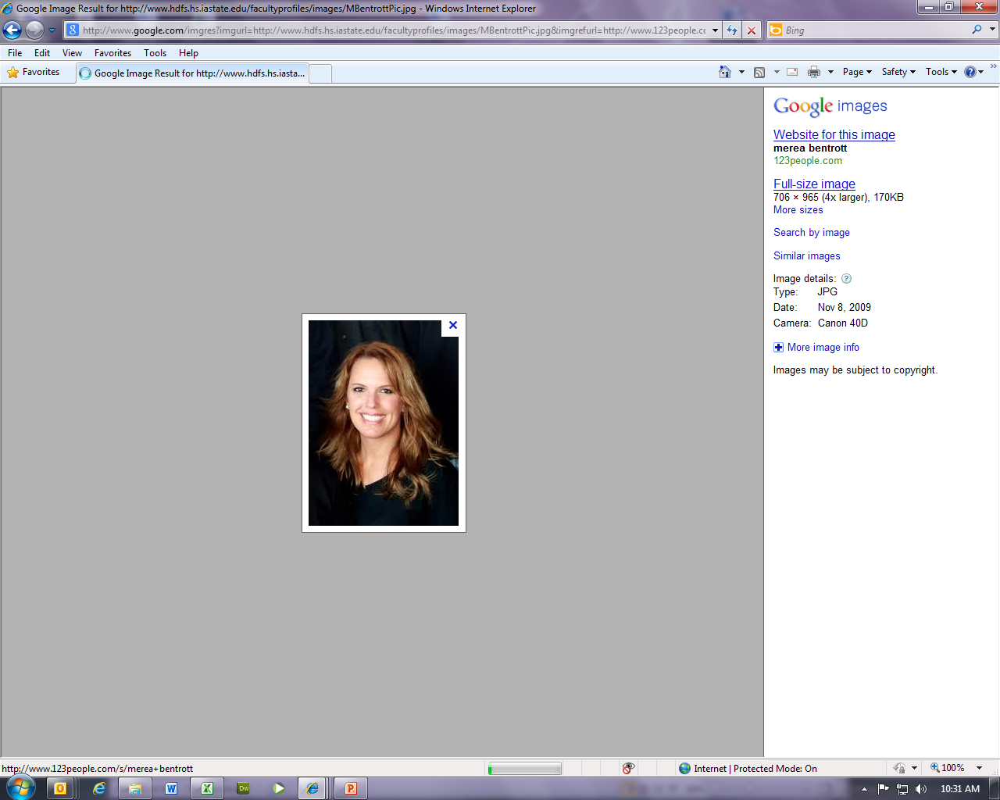 Google Image Result for http://www.hdfs.hs.iastate.edu/facultyprofiles/images/MBentrottPic.jpg - Windows Internet Explorer
http://www.google.com/imgres?imgurl=http://www.hdfs.hs.iastate.edu/facultyprofiles/images/MBentrottPic.jpg&imgrefurl=http://www.123people.cc
Bing
File Edit View Favorites Tools Help
Favorites
Google Image Result for http://www.hdfs.hs.iasta...
Page Safety Tools
Google images
Website for this image
merea bentrott
123people.com
Full-size image
706 × 965 (4x larger), 170KB
More sizes
Search by image
Similar images
Image details: ?
Type: JPG
Date: Nov 8, 2009
Camera: Canon 40D
More image info
Images may be subject to copyright.
http://www.123people.com/s/merea+bentrott
Internet | Protected Mode: On
100%
10:31 AM